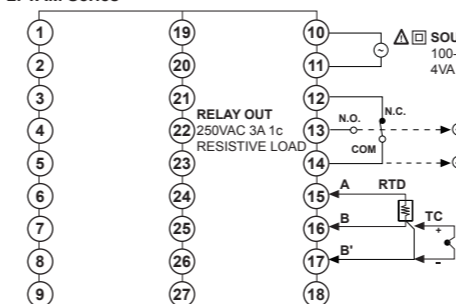 1 19 10
2 20 11
SOU
100-
4VA
3 21 12
4 22 13
5 23 14
RELAY OUT
250VAC 3A 1c
RESISTIVE LOAD
N.O. N.C.
COM
6 24 15
7 25 16
8 26 17
9 27 18
A RTD
B TC
+
B'
-